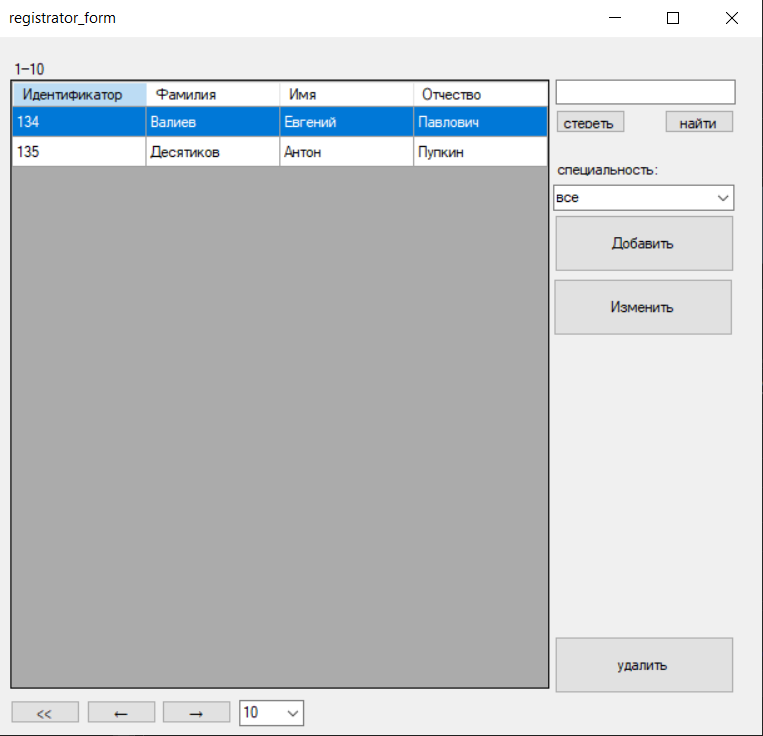 registrator_form
1-10
Идентификатор Фамилия Имя Отчество
134 Валиев Евгений Павлович
135 Десятиков Антон Пупкин
стереть найти
специальность:
все
Добавить
Изменить
удалить
<< ← → 10